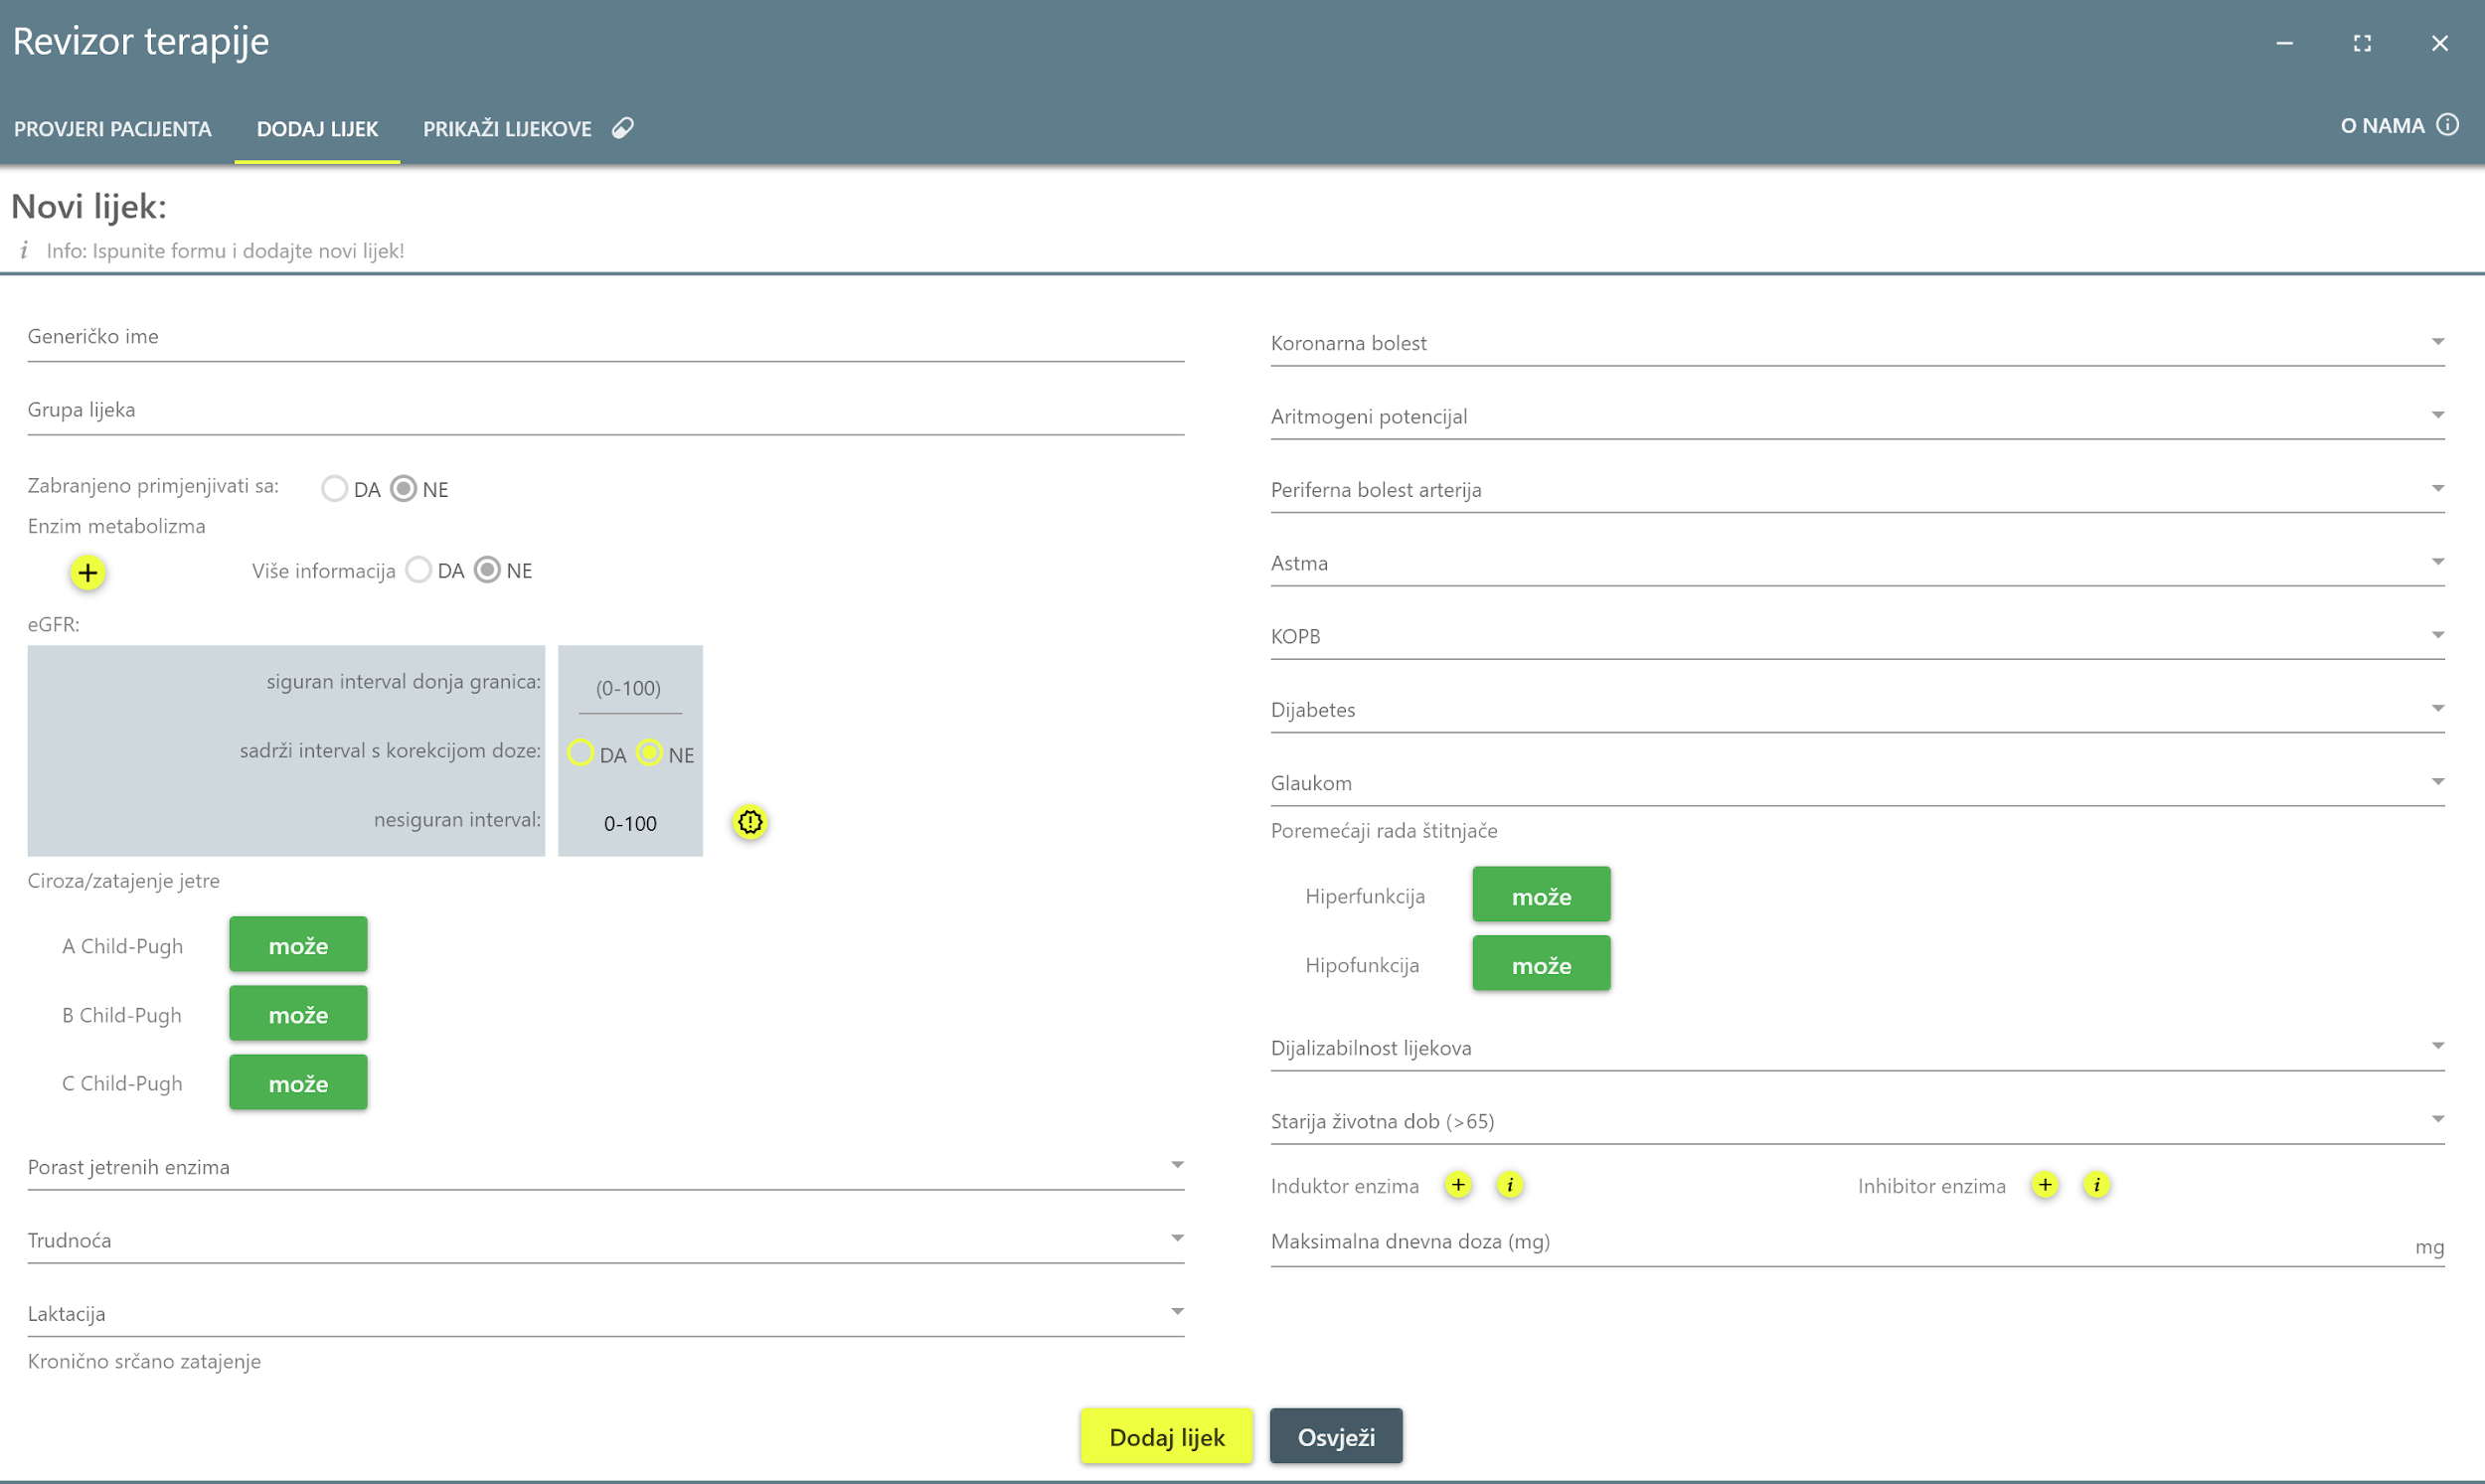 Revizor terapije
PROVJERI PACIJENTA DODAJ LIJEK PRIKAŽI LIJEKOVE O NAMA
Novi lijek:
i Info: Ispunite formu i dodajte novi lijek!
Generičko ime
Grupa lijeka
Zabranjeno primjenjivati sa: DA NE
Enzim metabolizma
+ Više informacija DA NE
eGFR:
siguran interval donja granica: (0-100)
sadrži interval s korekcijom doze: DA NE
nesiguran interval: 0-100
Ciroza/zatajenje jetre
A Child-Pugh može
B Child-Pugh može
C Child-Pugh može
Porast jetrenih enzima
Trudnoća
Laktacija
Kronično srčano zatajenje
Koronarna bolest
Aritmogeni potencijal
Periferna bolest arterija
Astma
KOPB
Dijabetes
Glaukom
Poremećaji rada štitnjače
Hiperfunkcija može
Hipofunkcija može
Dijalizabilnost lijekova
Starija životna dob (>65)
Induktor enzima + i Inhibitor enzima + i
Maksimalna dnevna doza (mg) mg
Dodaj lijek Osvježi